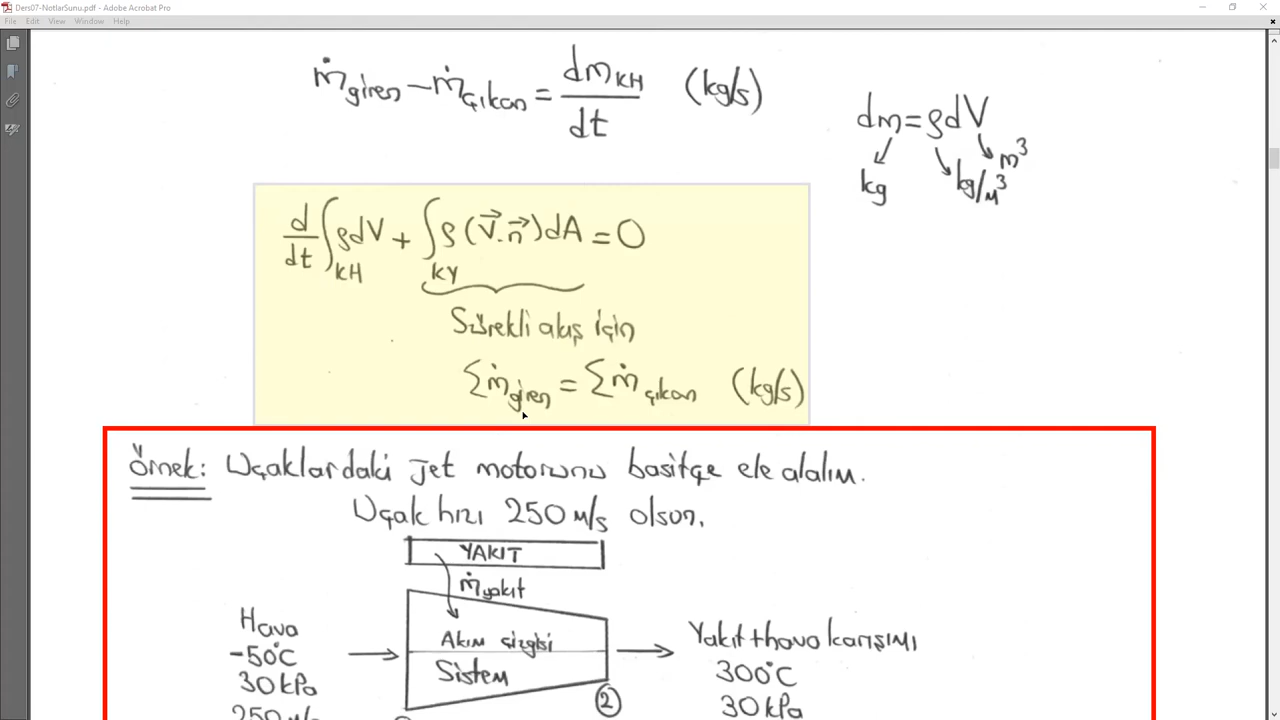 Ders07-NotlarSunu.pdf - Adobe Acrobat Pro
File Edit View Window Help
ṁgiren − ṁçıkan = dmKH/dt (kg/s)
dm = ρdV
kg kg/m³ m³
d/dt ∫KH ρdV + ∫KY ρ(V⃗.n⃗)dA = 0
Sürekli akış için
Σṁgiren = Σṁçıkan (kg/s)
Örnek: Uçaklardaki jet motorunu basitçe ele alalım.
Uçak hızı 250 m/s olsun.
YAKIT
ṁyakıt
Hava
-50°C
30 kPa
250 m/s
Akım çizgisi
Sistem
②
Yakıt+hava karışımı
300°C
30 kPa